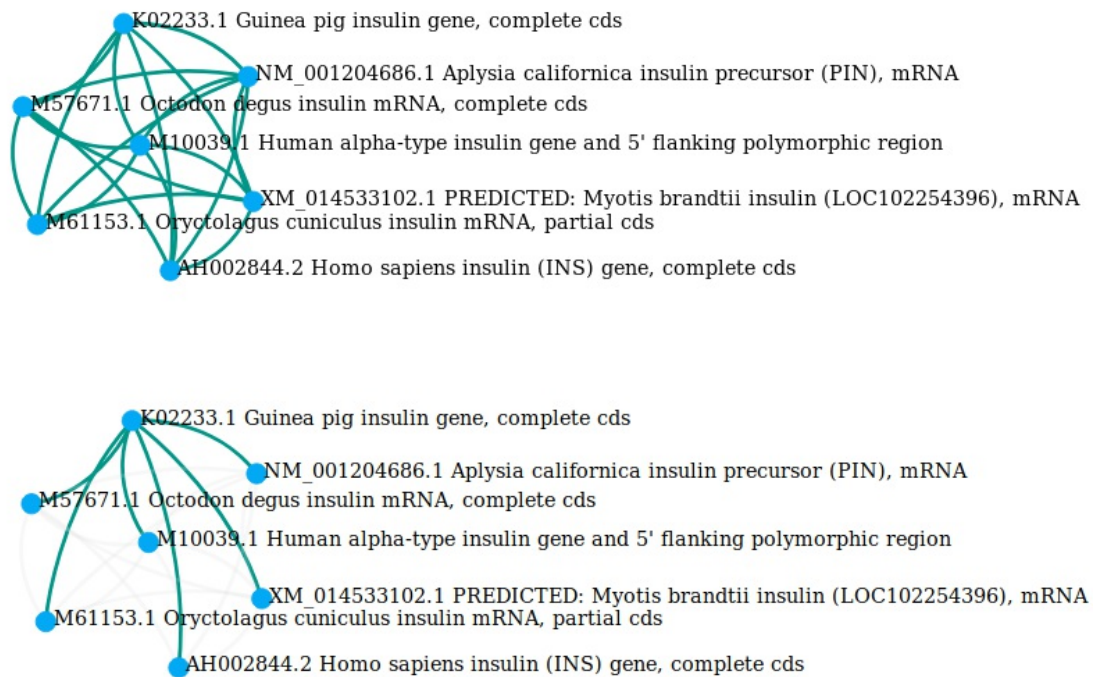 K02233.1 Guinea pig insulin gene, complete cds
NM_001204686.1 Aplysia californica insulin precursor (PIN), mRNA
M57671.1 Octodon degus insulin mRNA, complete cds
M10039.1 Human alpha-type insulin gene and 5' flanking polymorphic region
XM_014533102.1 PREDICTED: Myotis brandtii insulin (LOC102254396), mRNA
M61153.1 Oryctolagus cuniculus insulin mRNA, partial cds
AH002844.2 Homo sapiens insulin (INS) gene, complete cds
K02233.1 Guinea pig insulin gene, complete cds
NM_001204686.1 Aplysia californica insulin precursor (PIN), mRNA
M57671.1 Octodon degus insulin mRNA, complete cds
M10039.1 Human alpha-type insulin gene and 5' flanking polymorphic region
XM_014533102.1 PREDICTED: Myotis brandtii insulin (LOC102254396), mRNA
M61153.1 Oryctolagus cuniculus insulin mRNA, partial cds
AH002844.2 Homo sapiens insulin (INS) gene, complete cds